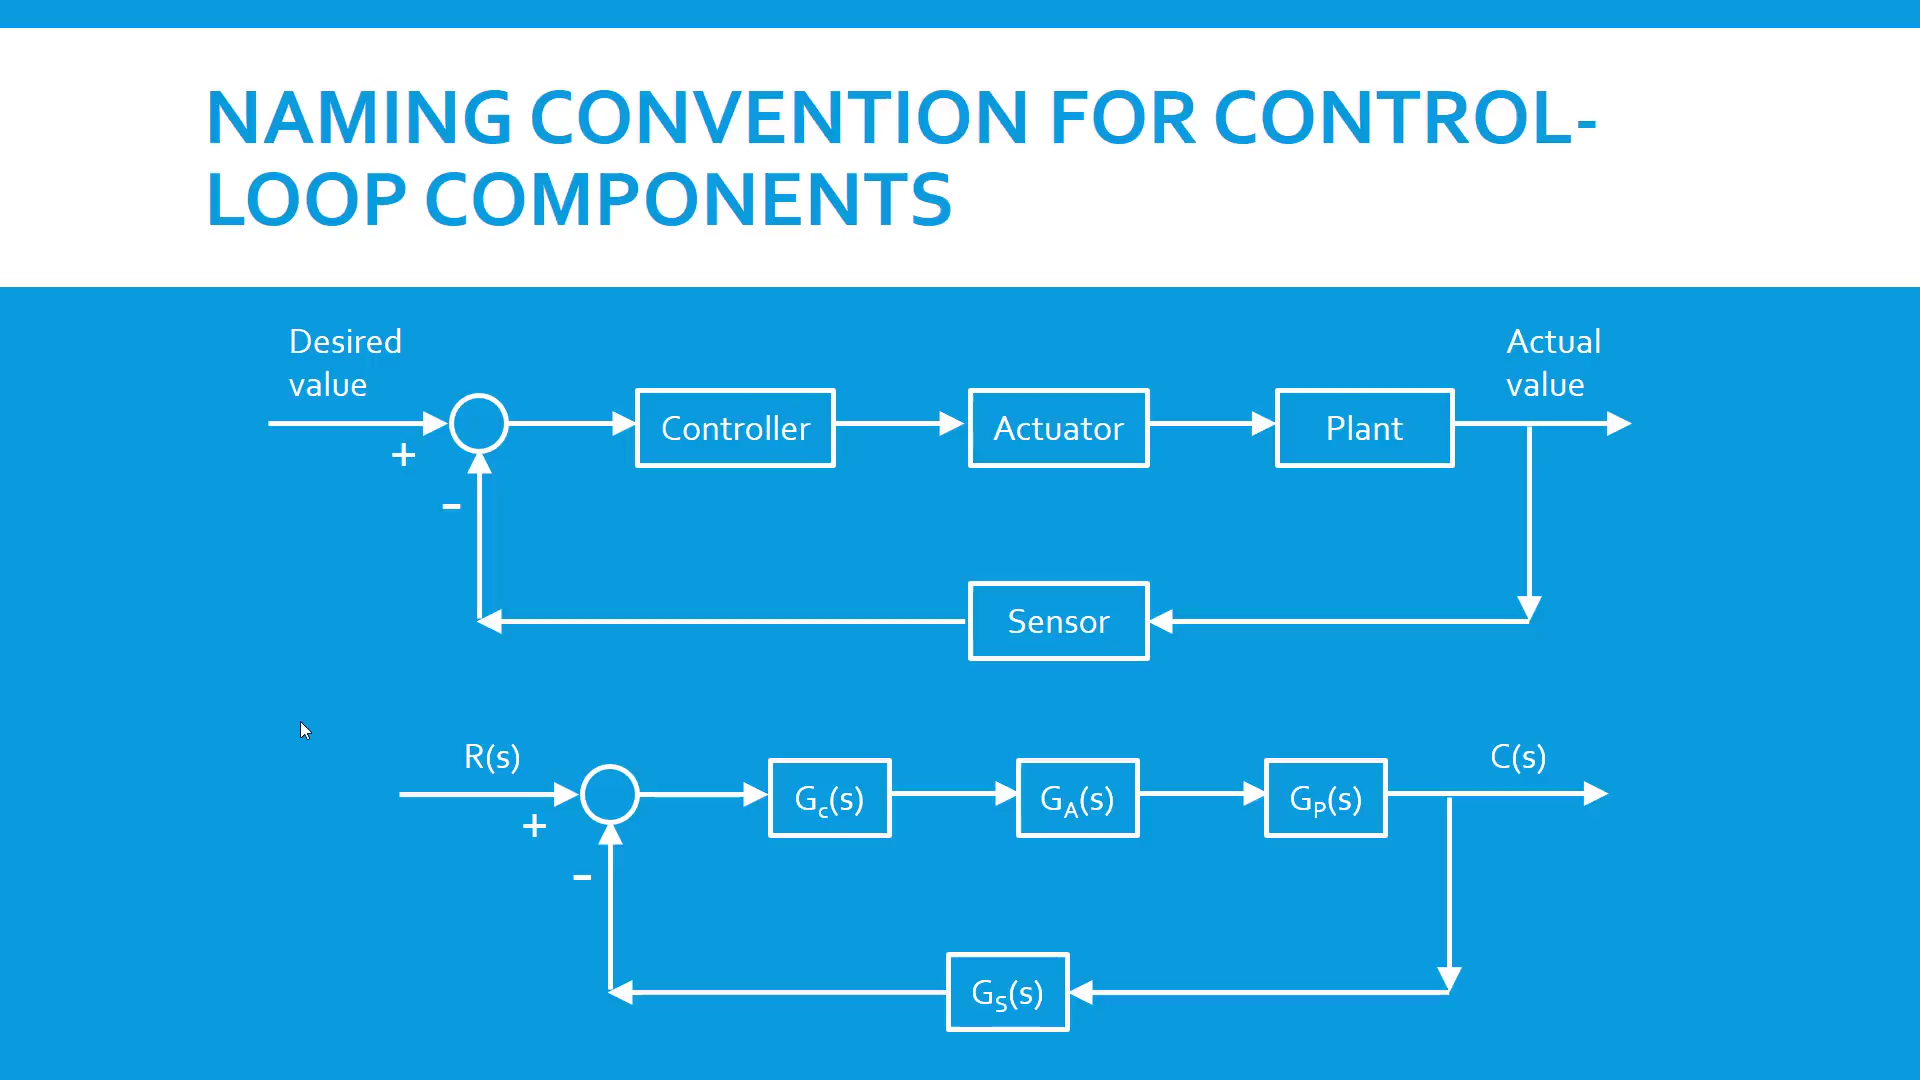 NAMING CONVENTION FOR CONTROL-
LOOP COMPONENTS
Desired
value
Actual
value
Controller
Actuator
Plant
+
-
Sensor
R(s)
C(s)
Gc(s)
GA(s)
GP(s)
+
-
GS(s)